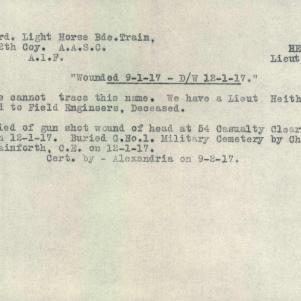 rd. Light Horse Bde.Train,
2th Coy. A.A.S.C. HE
A.I.F. Lieut
"Wounded 9-1-17 - D/W 12-1-17."
e cannot trace this name. We have a Lieut Heith
d to Field Engineers, Deceased.
ied of gun shot wound of head at 54 Casualty Clear
n 12-1-17. Buried C.No.1. Military Cemetery by Ch
ainforth, C.E. on 12-1-17.
Cert. by - Alexandria on 9-2-17.